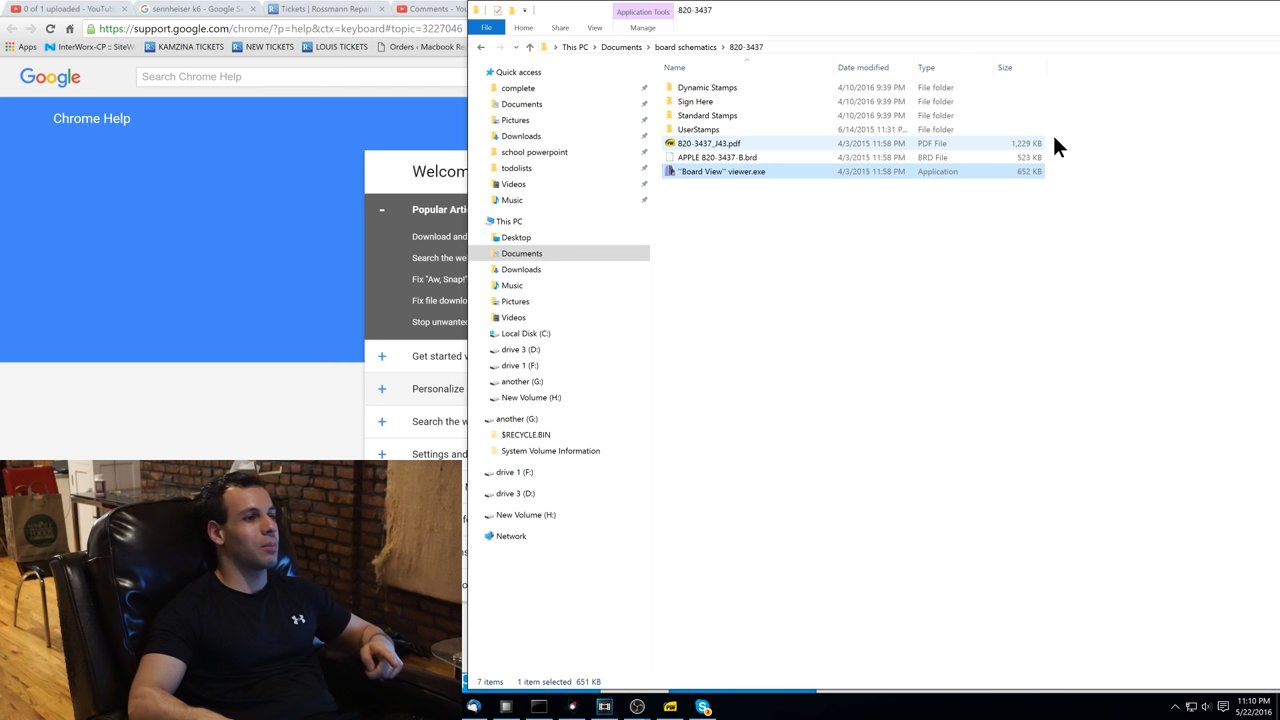 0 of 1 uploaded - YouTub
sennheiser k6 - Google S
Tickets | Rossmann Repair
Comments - You
https://support.google.com/chrome/?p=help&ctx=keyboard#topic=3227046
Apps
InterWorx-CP :: SiteW
KAMZINA TICKETS
NEW TICKETS
LOUIS TICKETS
Orders ‹ Macbook
Google
Search Chrome Help
Chrome Help
Welcom
Popular Arti
Download and
Search the we
Fix "Aw, Snap!"
Fix file downlo
Stop unwante
Get started w
Personalize
Search the w
Settings and
Application Tools
820-3437
File
Home
Share
View
Manage
This PC
Documents
board schematics
820-3437
Name
Date modified
Type
Size
Quick access
complete
Documents
Pictures
Downloads
school powerpoint
todolists
Videos
Music
This PC
Desktop
Documents
Downloads
Music
Pictures
Videos
Local Disk (C:)
drive 3 (D:)
drive 1 (F:)
another (G:)
New Volume (H:)
another (G:)
$RECYCLE.BIN
System Volume Information
drive 1 (F:)
drive 3 (D:)
New Volume (H:)
Network
Dynamic Stamps 4/10/2016 9:39 PM File folder
Sign Here 4/10/2016 9:39 PM File folder
Standard Stamps 4/10/2016 9:39 PM File folder
UserStamps 6/14/2015 11:31 P... File folder
820-3437_J43.pdf 4/3/2015 11:58 PM PDF File 1,229 KB
APPLE 820-3437-B.brd 4/3/2015 11:58 PM BRD File 523 KB
"Board View" viewer.exe 4/3/2015 11:58 PM Application 652 KB
7 items 1 item selected 651 KB
11:10 PM
5/22/2016